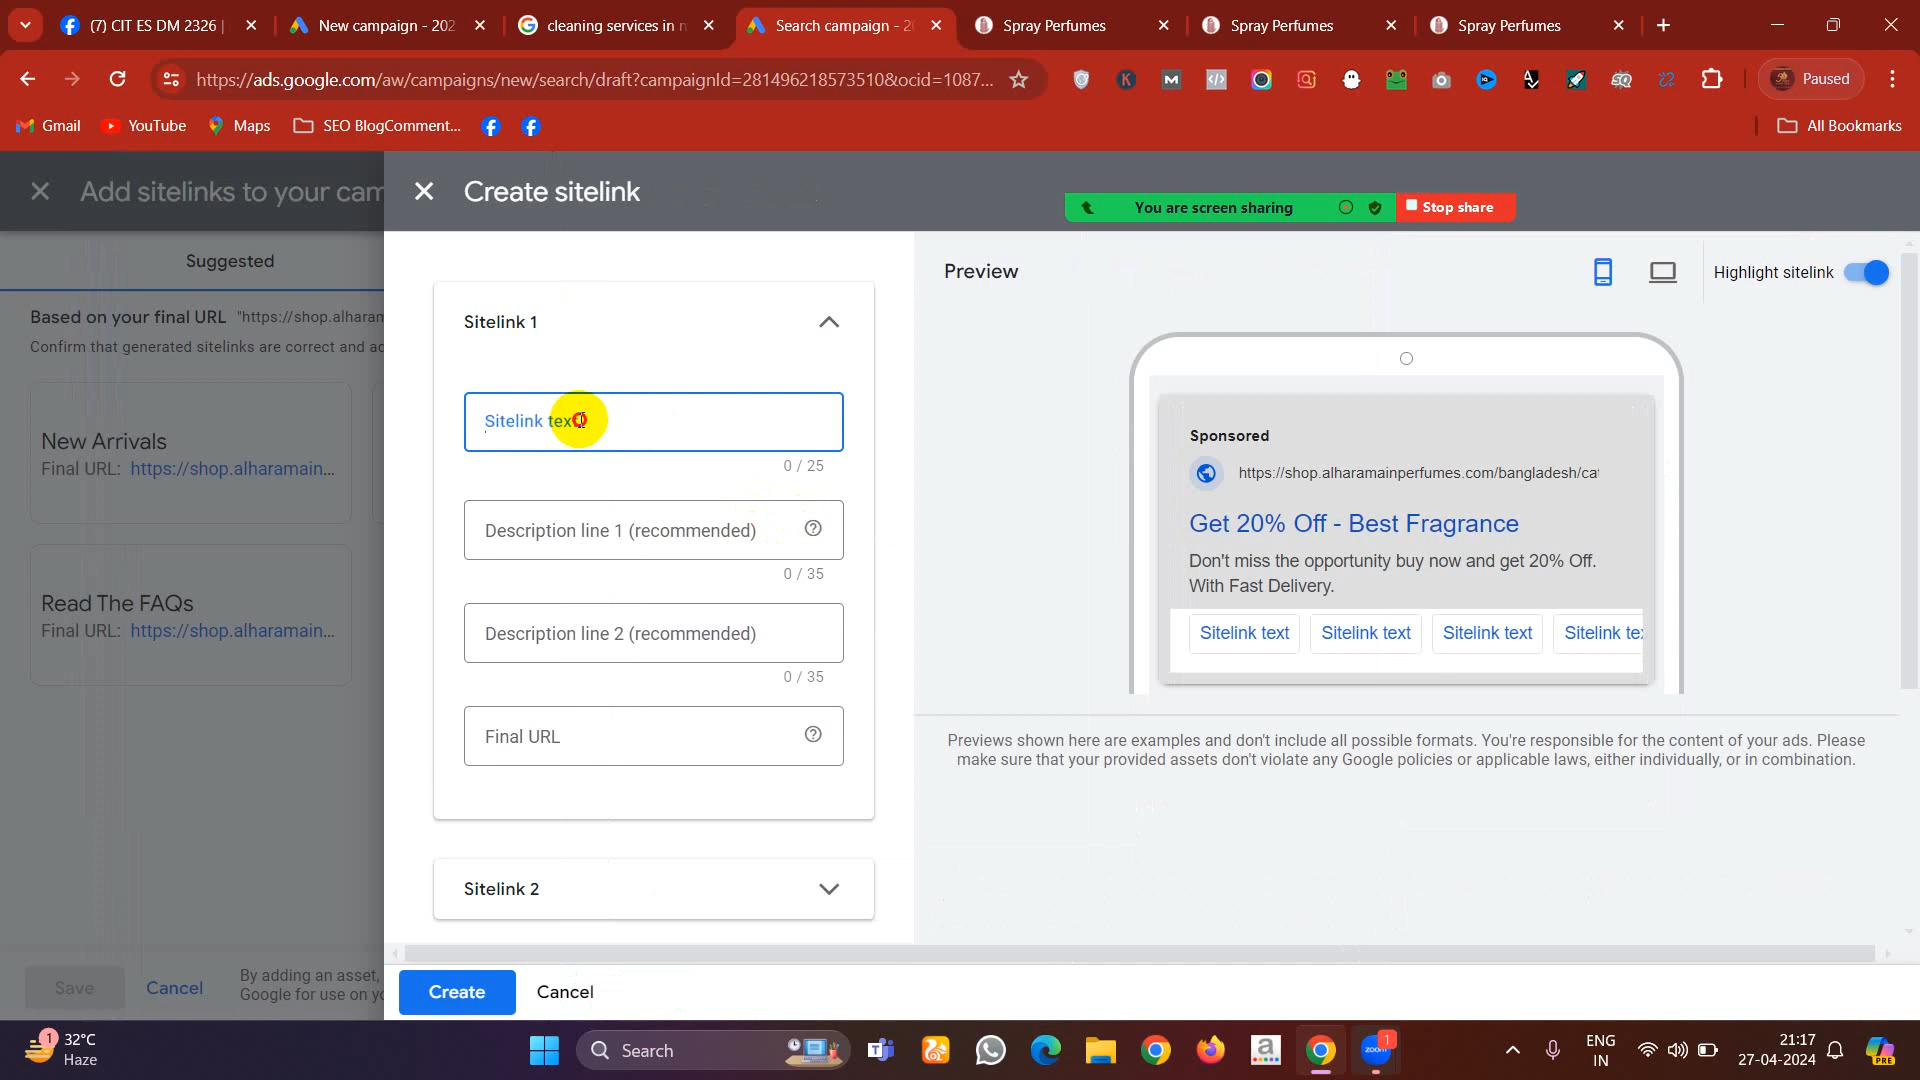 (7) CIT ES DM 2326 |
New campaign - 202
cleaning services in n
Search campaign - 2
Spray Perfumes
Spray Perfumes
Spray Perfumes
https://ads.google.com/aw/campaigns/new/search/draft?campaignId=281496218573510&ocid=1087...
Paused
Gmail
YouTube
Maps
SEO BlogComment...
All Bookmarks
Add sitelinks to your cam
Create sitelink
You are screen sharing
Stop share
Suggested
Based on your final URL "https://shop.alharam
Confirm that generated sitelinks are correct and ac
New Arrivals
Final URL: https://shop.alharamain...
Read The FAQs
Final URL: https://shop.alharamain...
Save
Cancel
By adding an asset,
Google for use on yo
Sitelink 1
Sitelink text
0 / 25
Description line 1 (recommended)
0 / 35
Description line 2 (recommended)
0 / 35
Final URL
Sitelink 2
Create
Cancel
Preview
Highlight sitelink
Sponsored
https://shop.alharamainperfumes.com/bangladesh/cat
Get 20% Off - Best Fragrance
Don't miss the opportunity buy now and get 20% Off.
With Fast Delivery.
Sitelink text
Sitelink text
Sitelink text
Sitelink tex
Previews shown here are examples and don't include all possible formats. You're responsible for the content of your ads. Please
make sure that your provided assets don't violate any Google policies or applicable laws, either individually, or in combination.
1
32°C
Haze
Search
zoom
1
ENG
IN
21:17
27-04-2024
PRE